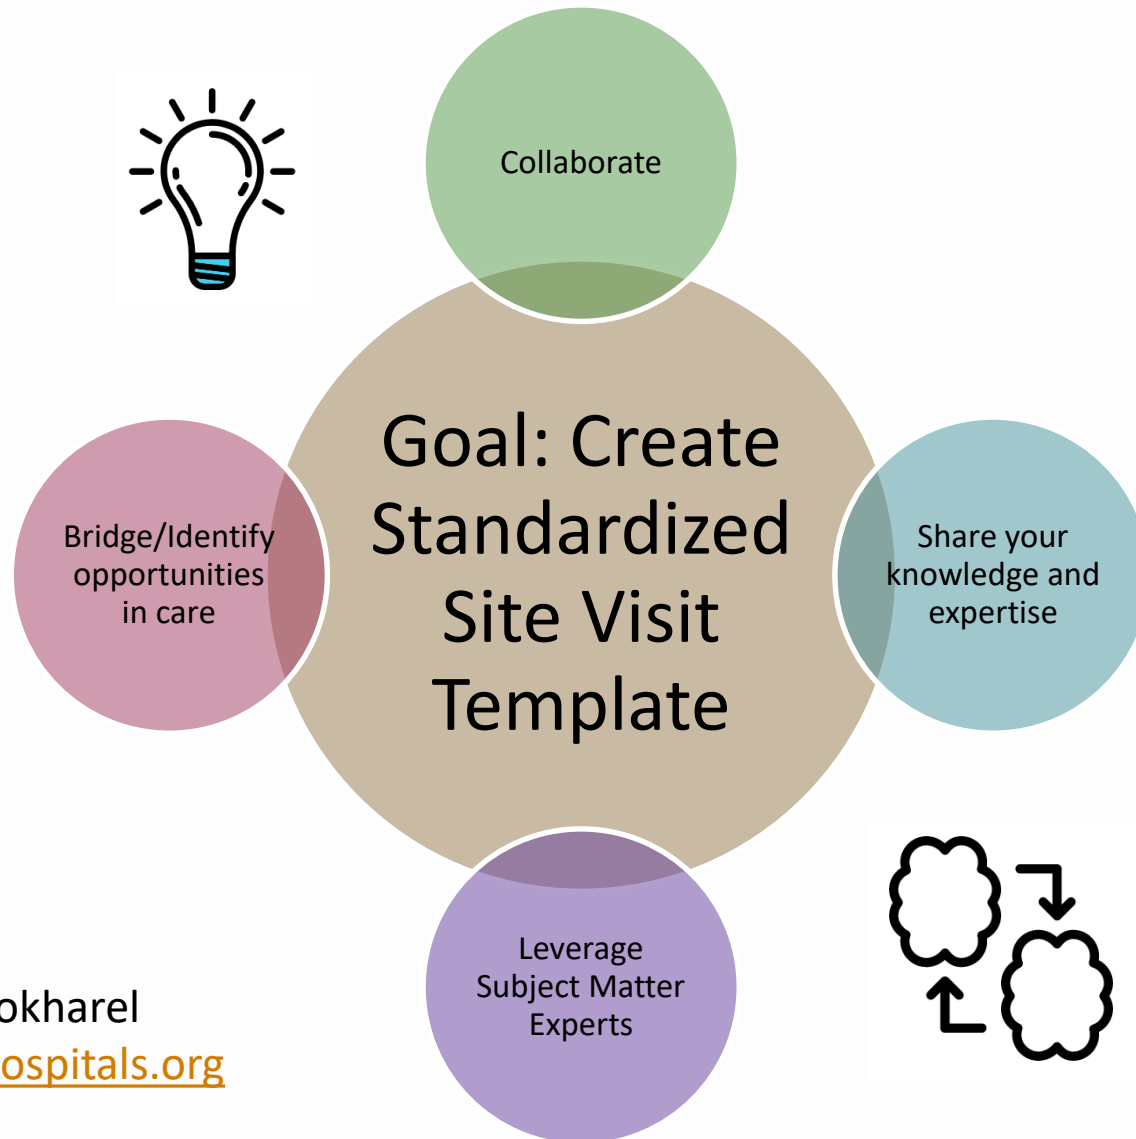 Collaborate
Goal: Create
Standardized
Site Visit
Template
Bridge/Identify
opportunities
in care
Share your
knowledge and
expertise
Leverage
Subject Matter
Experts
okharel
ospitals.org